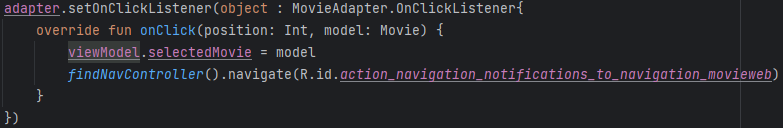 adapter.setOnClickListener(object : MovieAdapter.OnClickListener{
override fun onClick(position: Int, model: Movie) {
viewModel.selectedMovie = model
findNavController().navigate(R.id.action_navigation_notifications_to_navigation_movieweb)
}
})